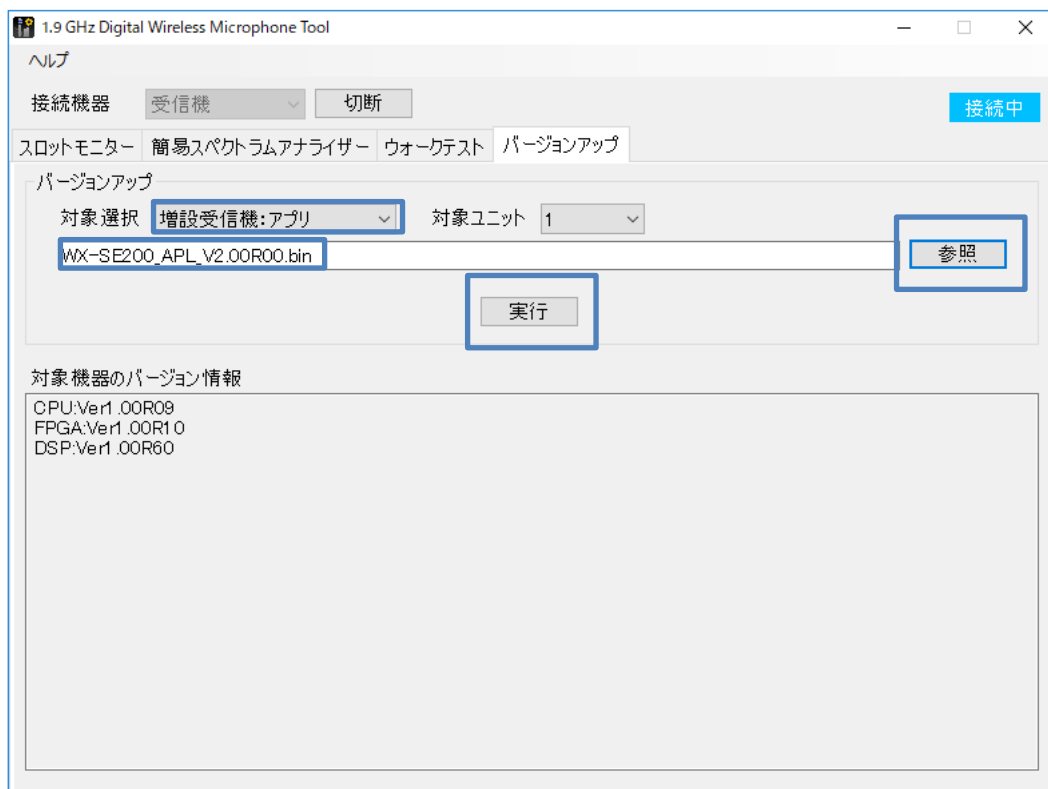 1.9 GHz Digital Wireless Microphone Tool
ヘルプ
接続機器 受信機 切断 接続中
スロットモニター 簡易スペクトラムアナライザー ウォークテスト バージョンアップ
バージョンアップ
対象選択 増設受信機:アプリ 対象ユニット 1
WX-SE200_APL_V2.00R00.bin 参照
実行
対象機器のバージョン情報
CPU:Ver1.00R09
FPGA:Ver1.00R10
DSP:Ver1.00R60